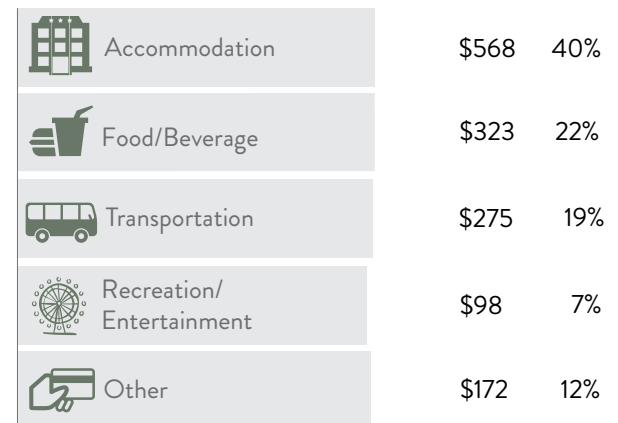 Accommodation $568 40%
Food/Beverage $323 22%
Transportation $275 19%
Recreation/
Entertainment $98 7%
Other $172 12%